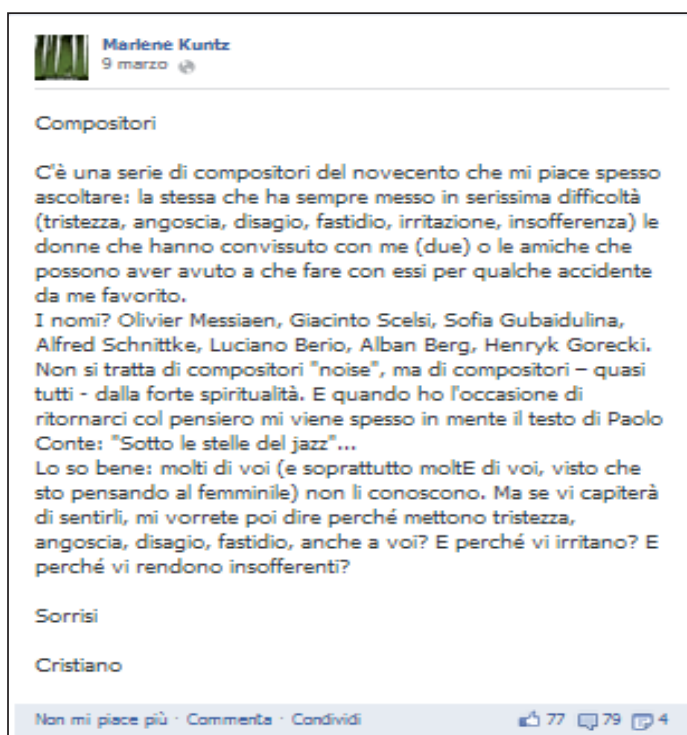 Marlene Kuntz
9 marzo
Compositori
C'è una serie di compositori del novecento che mi piace spesso
ascoltare: la stessa che ha sempre messo in serissima difficoltà
(tristezza, angoscia, disagio, fastidio, irritazione, insofferenza) le
donne che hanno convissuto con me (due) o le amiche che
possono aver avuto a che fare con essi per qualche accidente
da me favorito.
I nomi? Olivier Messiaen, Giacinto Scelsi, Sofia Gubaidulina,
Alfred Schnittke, Luciano Berio, Alban Berg, Henryk Gorecki.
Non si tratta di compositori "noise", ma di compositori – quasi
tutti - dalla forte spiritualità. E quando ho l'occasione di
ritornarci col pensiero mi viene spesso in mente il testo di Paolo
Conte: "Sotto le stelle del jazz"...
Lo so bene: molti di voi (e soprattutto moltE di voi, visto che
sto pensando al femminile) non li conoscono. Ma se vi capiterà
di sentirli, mi vorrete poi dire perché mettono tristezza,
angoscia, disagio, fastidio, anche a voi? E perché vi irritano? E
perché vi rendono insofferenti?
Sorrisi
Cristiano
Non mi piace più · Commenta · Condividi 77 79 4